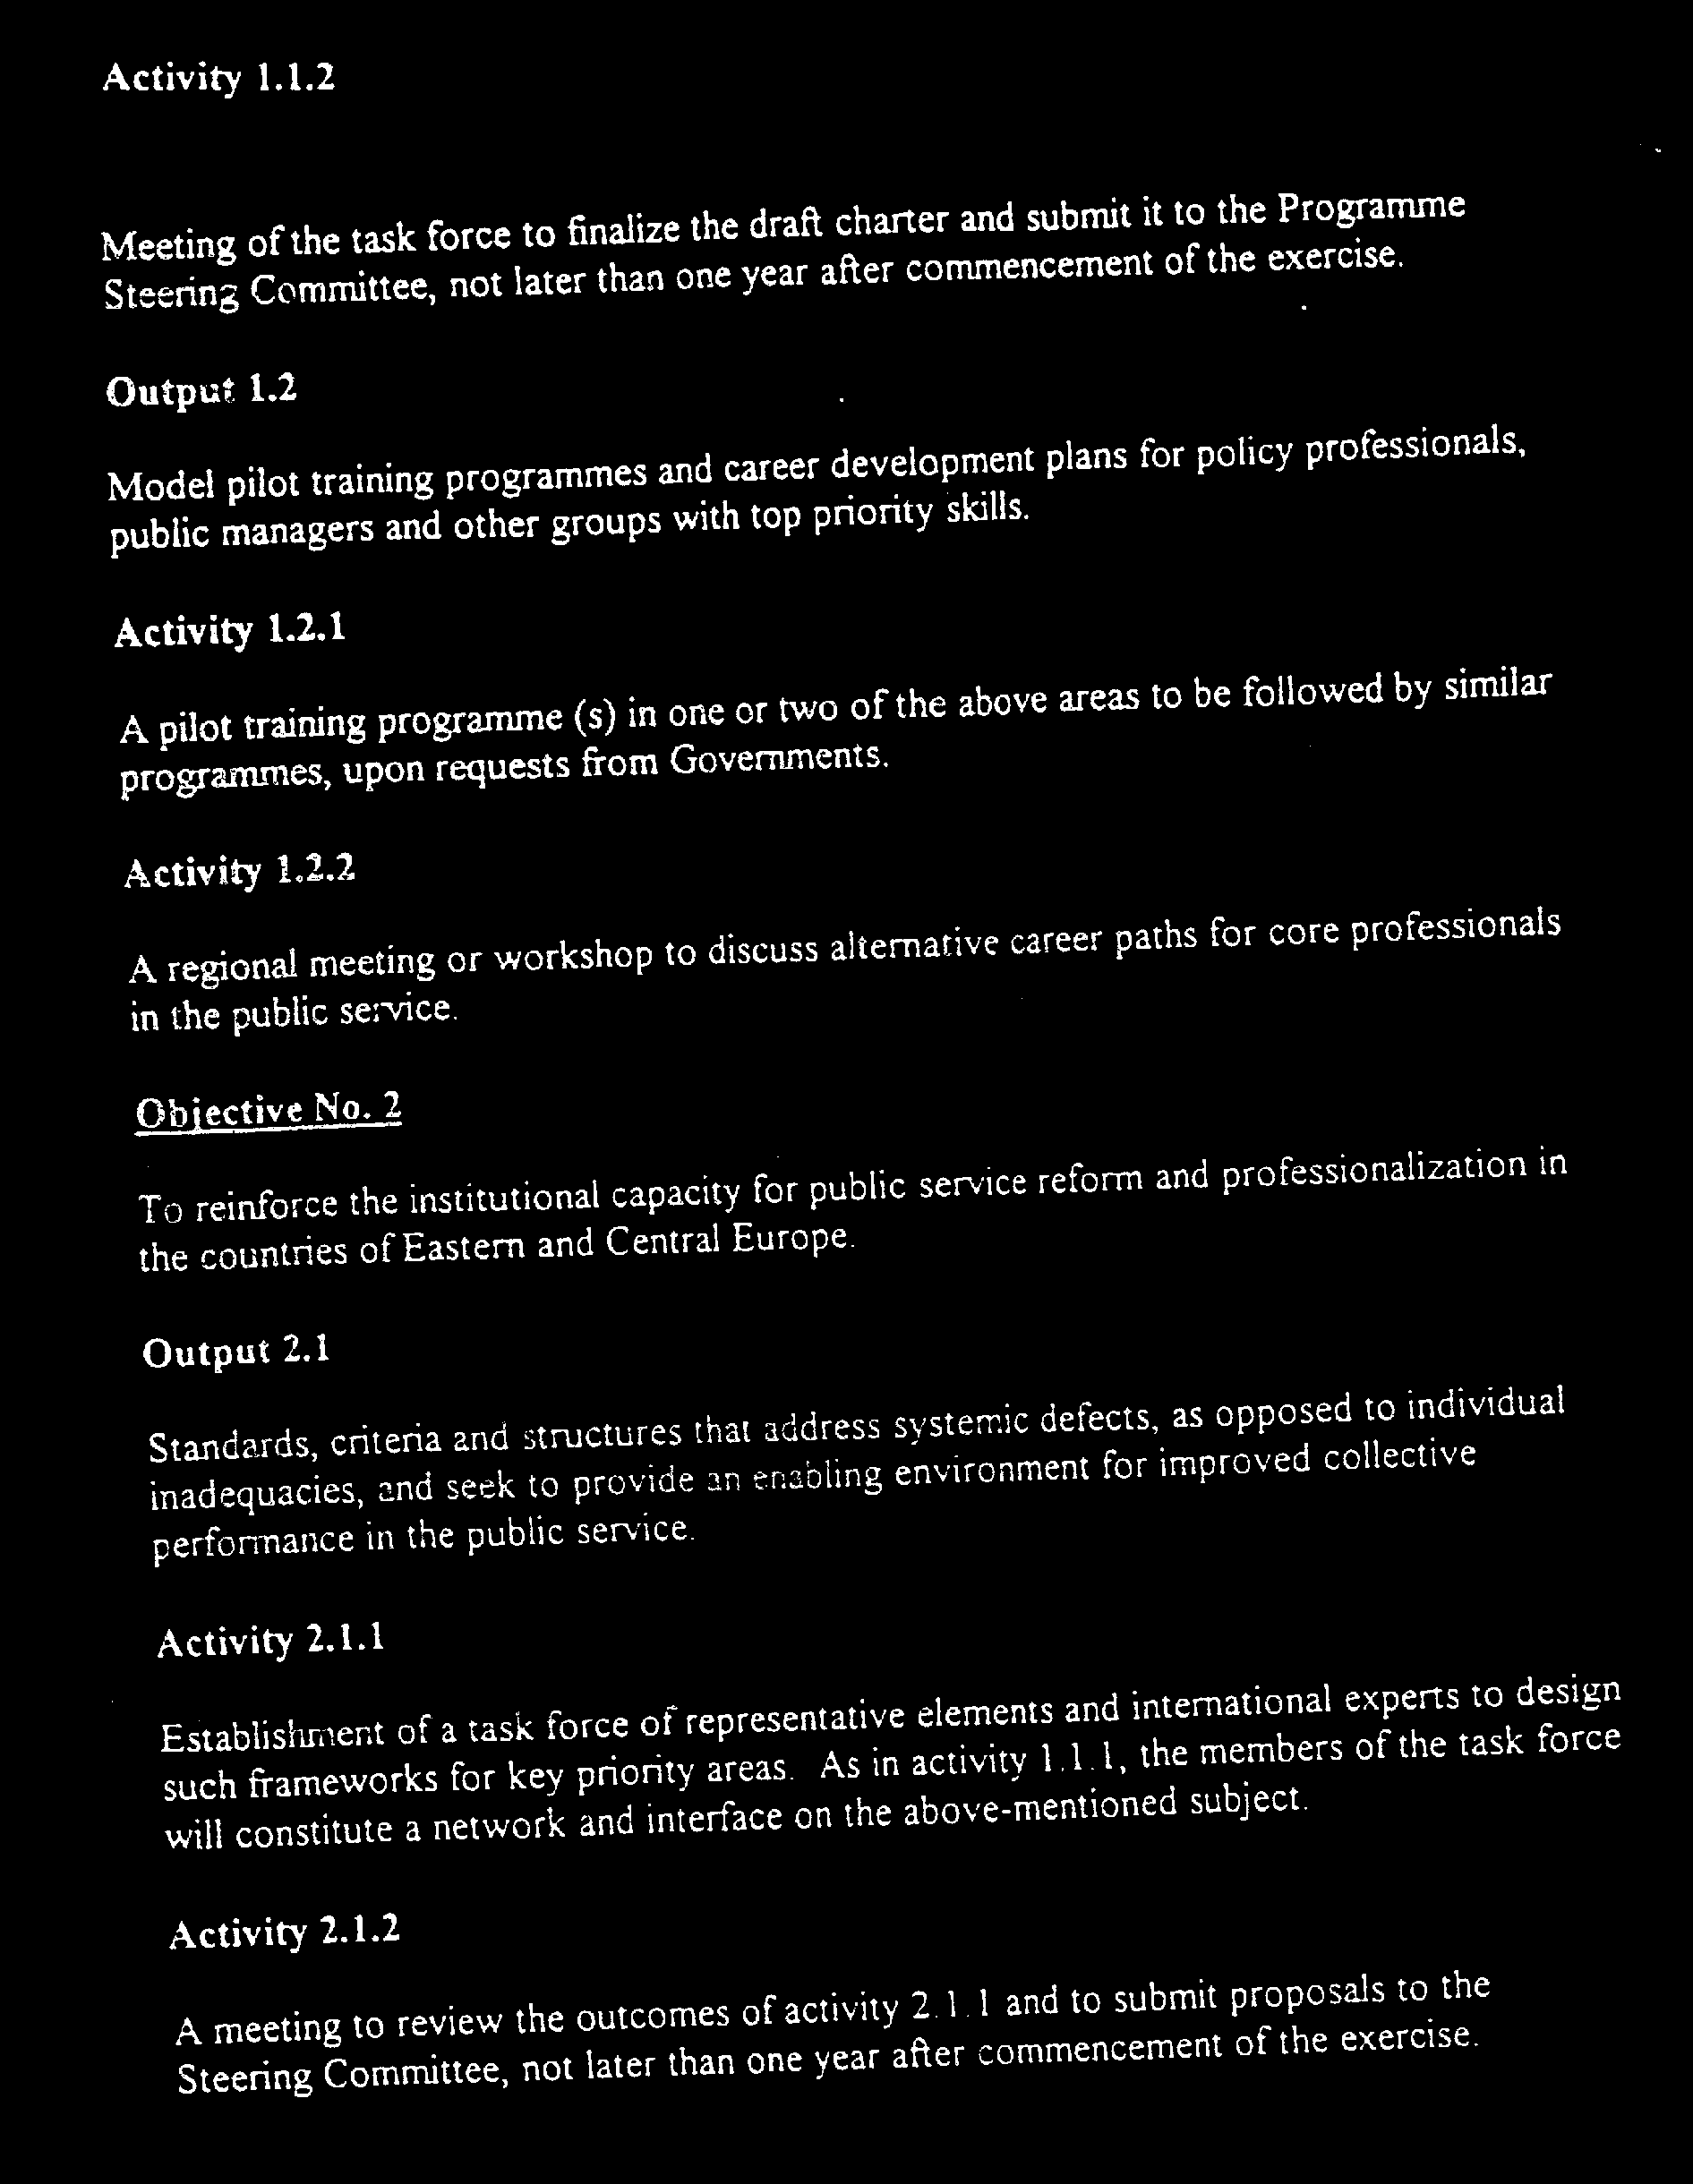 Activity 1.1.2
Meeting of the task force to finalize the draft charter and submit it to the Programme
Steering Committee, not later than one year after commencement of the exercise.
Output 1.2
Model pilot training programmes and career development plans for policy professionals,
public managers and other groups with top priority skills.
Activity 1.2.1
A pilot training programme (s) in one or two of the above areas to be followed by similar
programmes, upon requests from Governments.
Activity 1.2.2
A regional meeting or workshop to discuss alternative career paths for core professionals
in the public service.
Objective No. 2
To reinforce the institutional capacity for public service reform and professionalization in
the countries of Eastern and Central Europe.
Output 2.1
Standards, criteria and structures that address systemic defects, as opposed to individual
inadequacies, and seek to provide an enabling environment for improved collective
performance in the public service.
Activity 2.1.1
Establishment of a task force of representative elements and international experts to design
such frameworks for key priority areas. As in activity 1.1.1, the members of the task force
will constitute a network and interface on the above-mentioned subject.
Activity 2.1.2
A meeting to review the outcomes of activity 2.1.1 and to submit proposals to the
Steering Committee, not later than one year after commencement of the exercise.